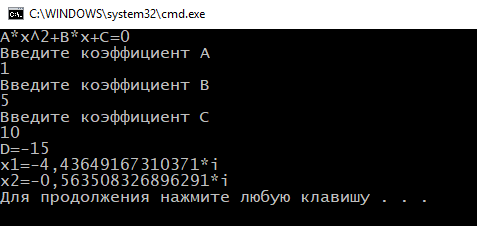 C:\WINDOWS\system32\cmd.exe
A*x^2+B*x+C=0
Введите коэффициент A
1
Введите коэффициент B
5
Введите коэффициент C
10
D=-15
x1=-4,43649167310371*i
x2=-0,563508326896291*i
Для продолжения нажмите любую клавишу . . .